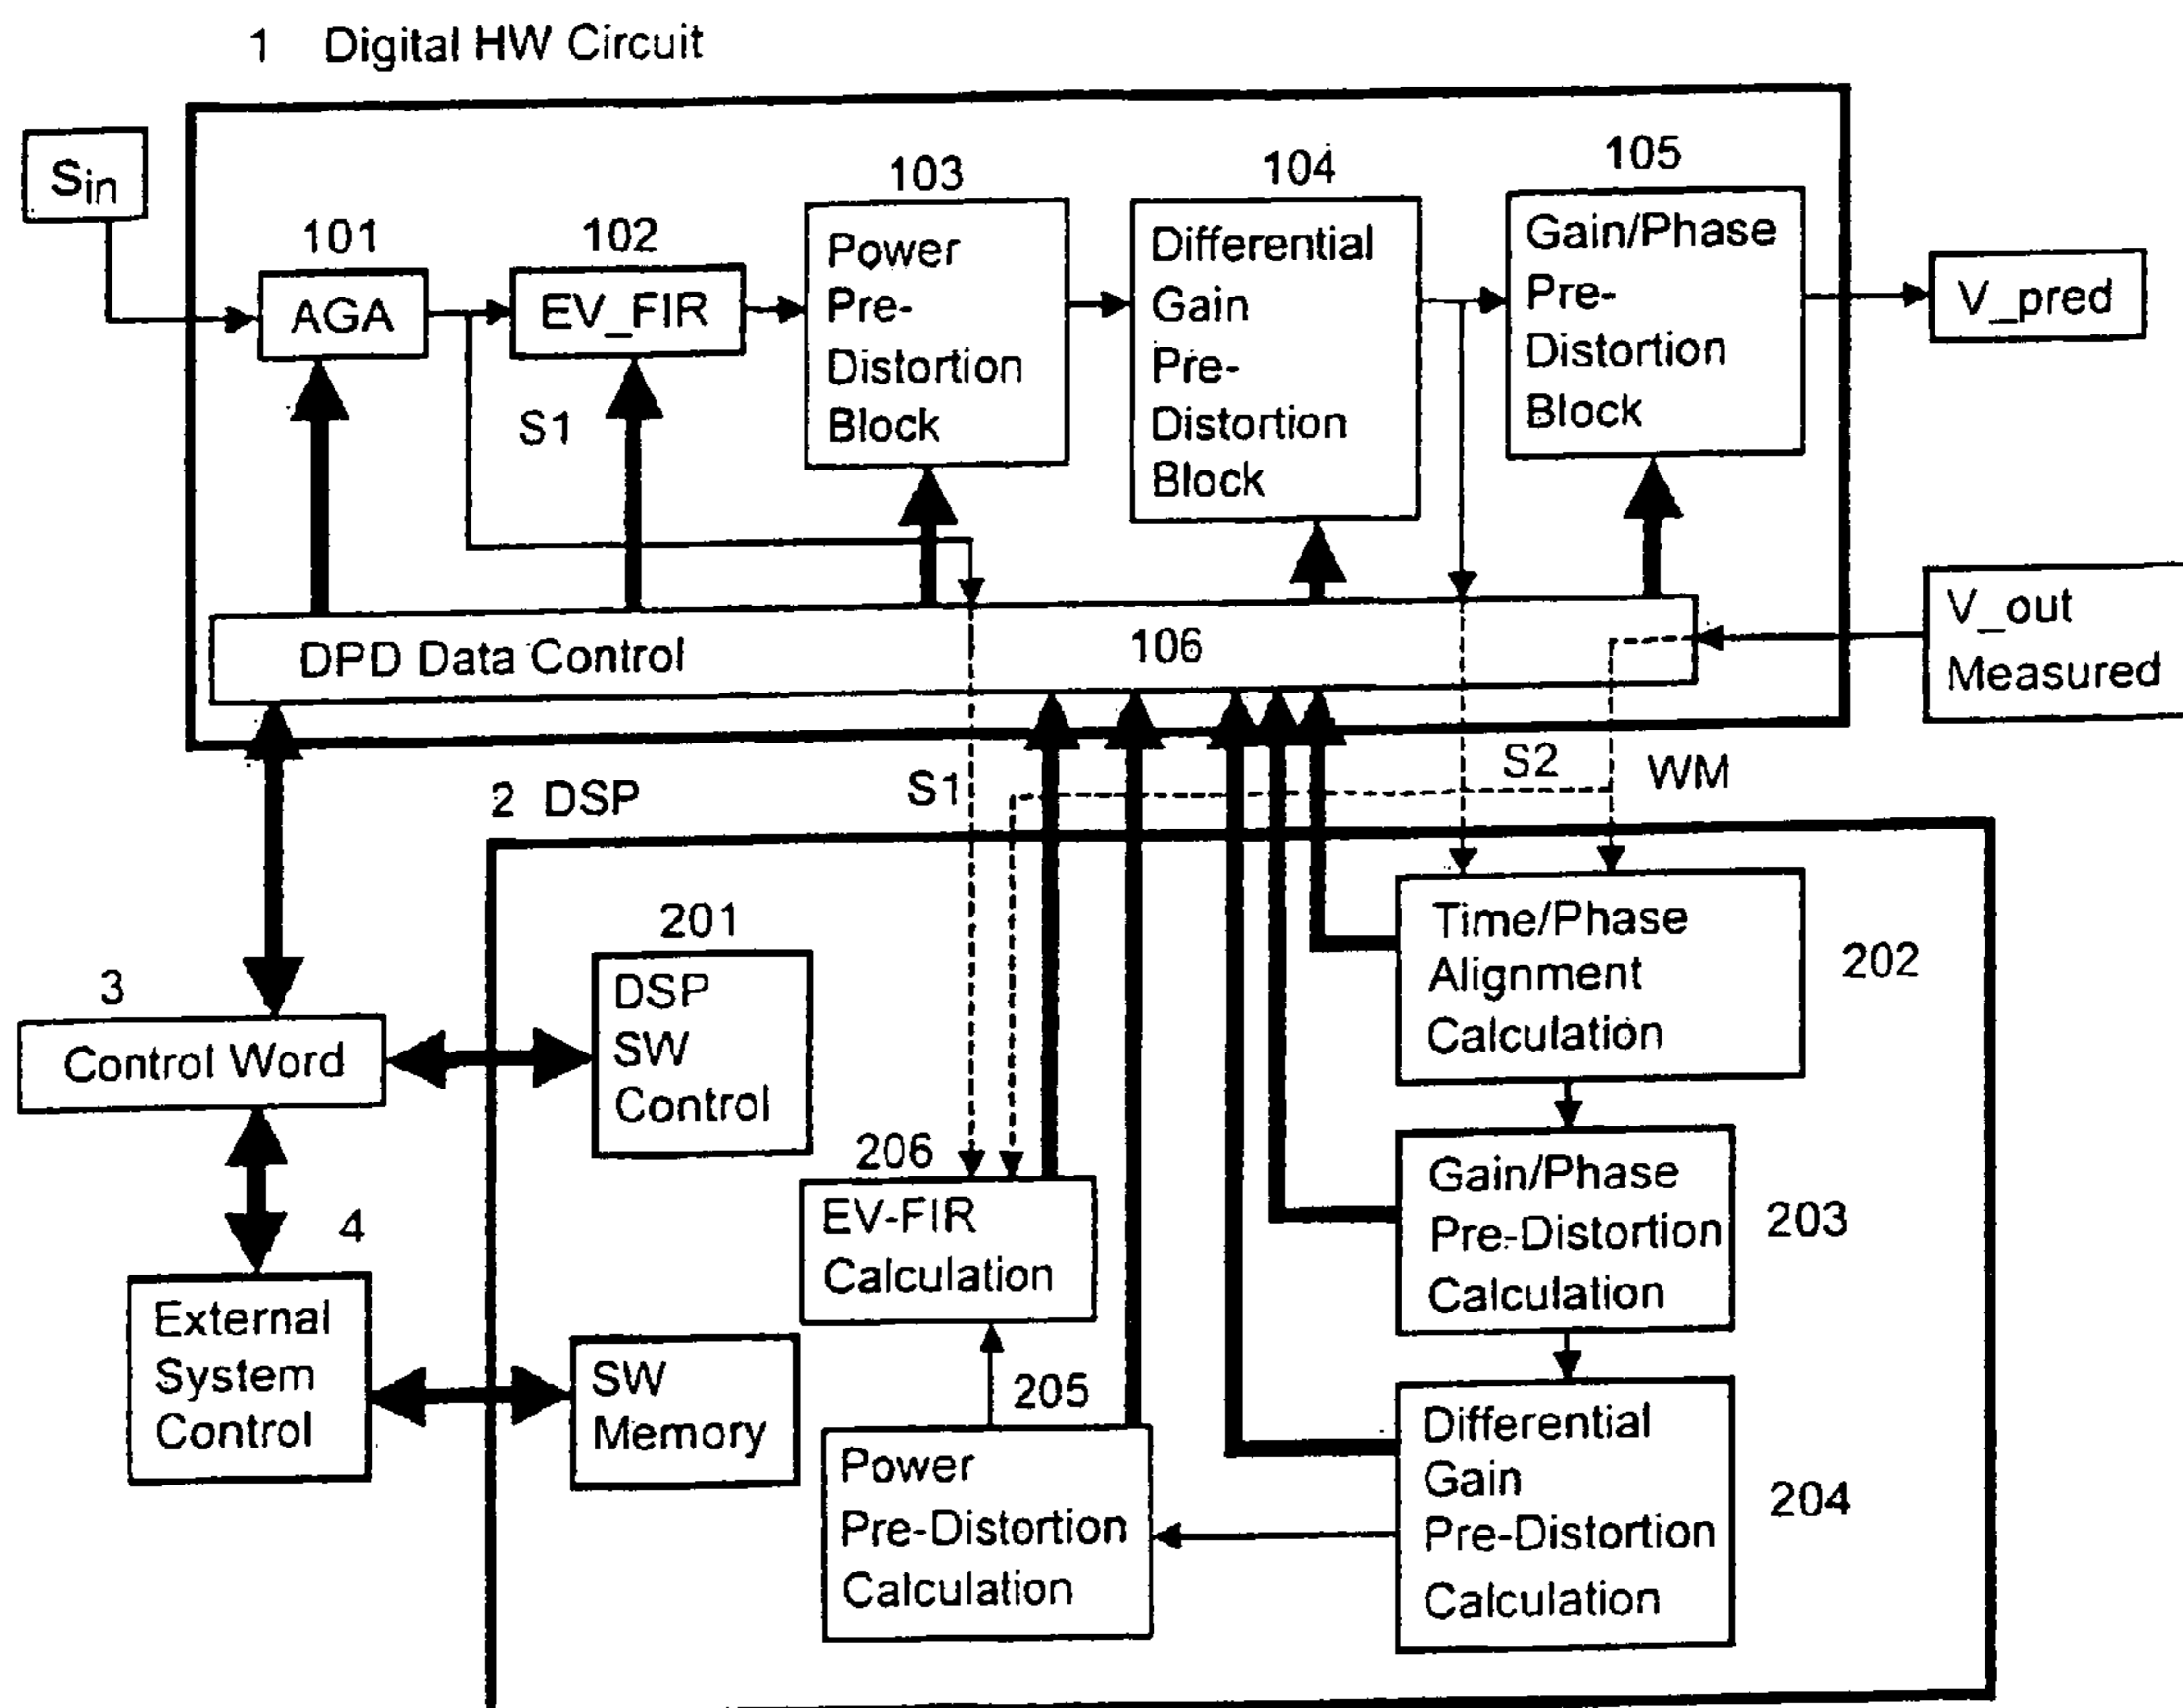 1 Digital HW Circuit
Sin
101
AGA
102
EV_FIR
103
Power
Pre-
Distortion
Block
104
Differential
Gain
Pre-
Distortion
Block
105
Gain/Phase
Pre-
Distortion
Block
V_pred
S1
DPD Data Control
106
V_out
Measured
S1
S2
WM
2 DSP
201
DSP
SW
Control
3
Control Word
4
External
System
Control
SW
Memory
206
EV-FIR
Calculation
205
Power
Pre-Distortion
Calculation
Time/Phase
Alignment
Calculation
202
Gain/Phase
Pre-Distortion
Calculation
203
Differential
Gain
Pre-Distortion
Calculation
204